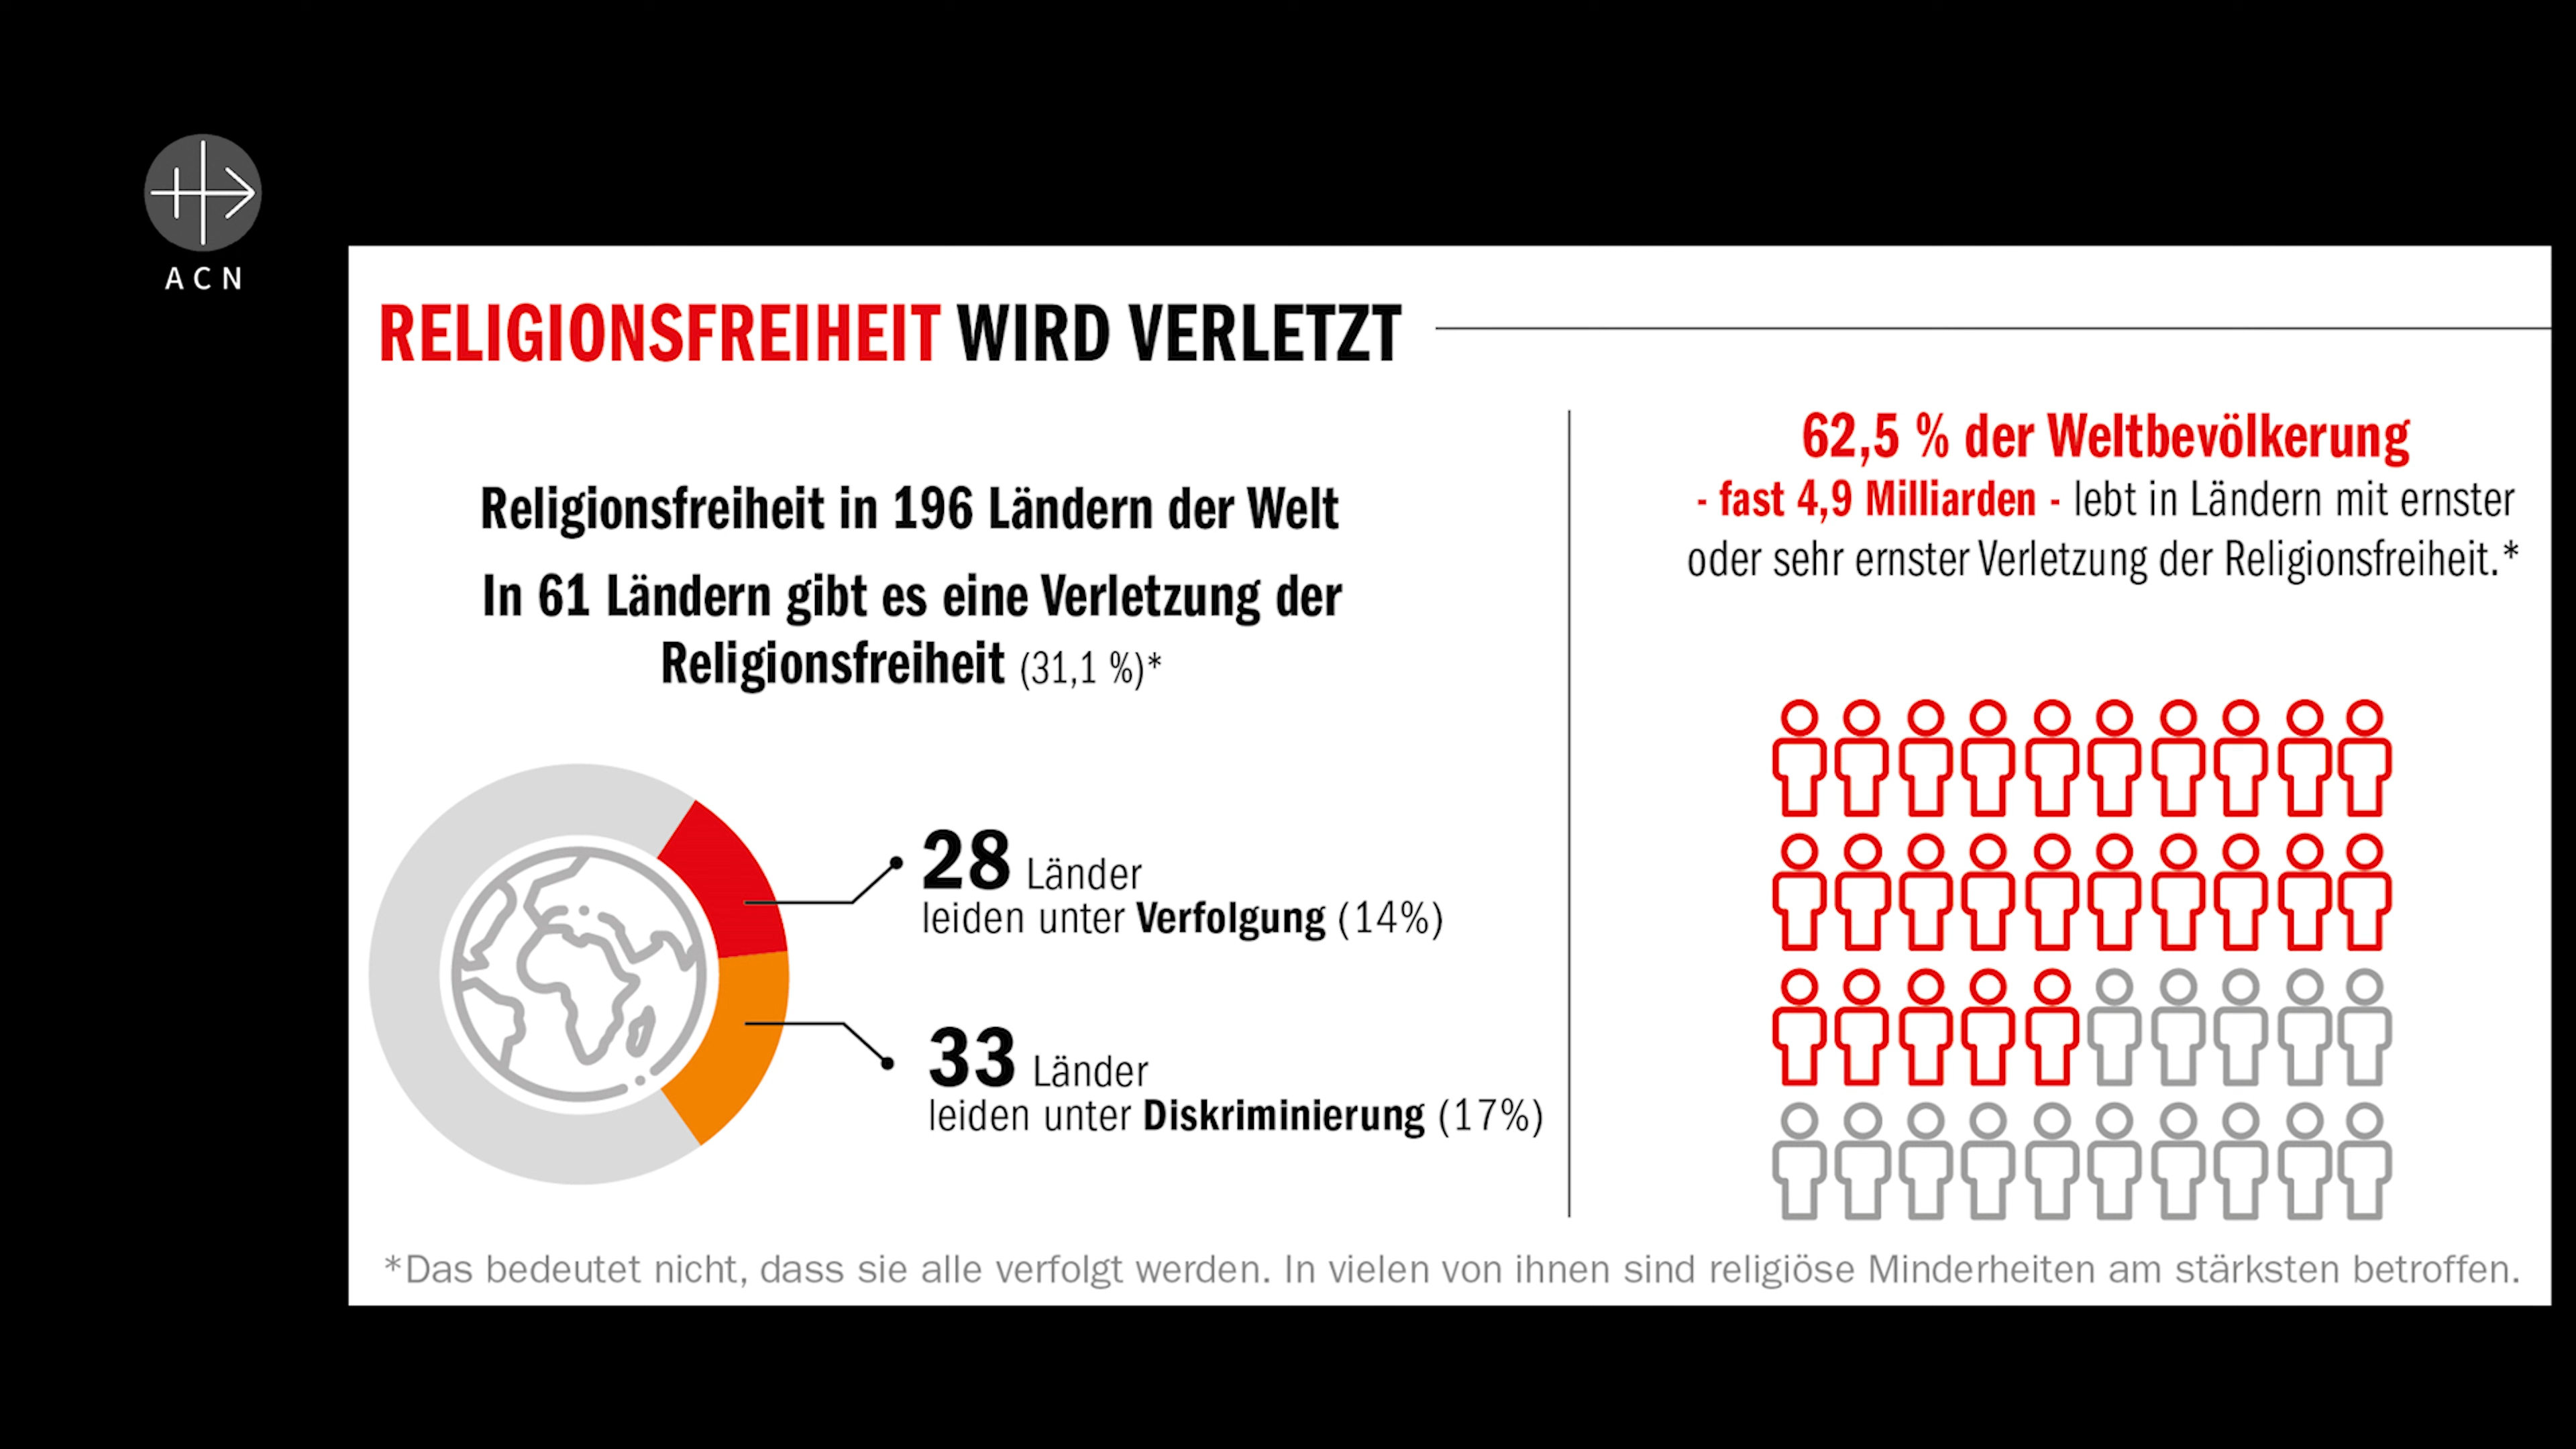 ACN
RELIGIONSFREIHEIT WIRD VERLETZT
Religionsfreiheit in 196 Ländern der Welt
In 61 Ländern gibt es eine Verletzung der
Religionsfreiheit (31,1 %)*
28 Länder
leiden unter Verfolgung (14%)
33 Länder
leiden unter Diskriminierung (17%)
62,5 % der Weltbevölkerung
- fast 4,9 Milliarden - lebt in Ländern mit ernster
oder sehr ernster Verletzung der Religionsfreiheit.*
*Das bedeutet nicht, dass sie alle verfolgt werden. In vielen von ihnen sind religiöse Minderheiten am stärksten betroffen.